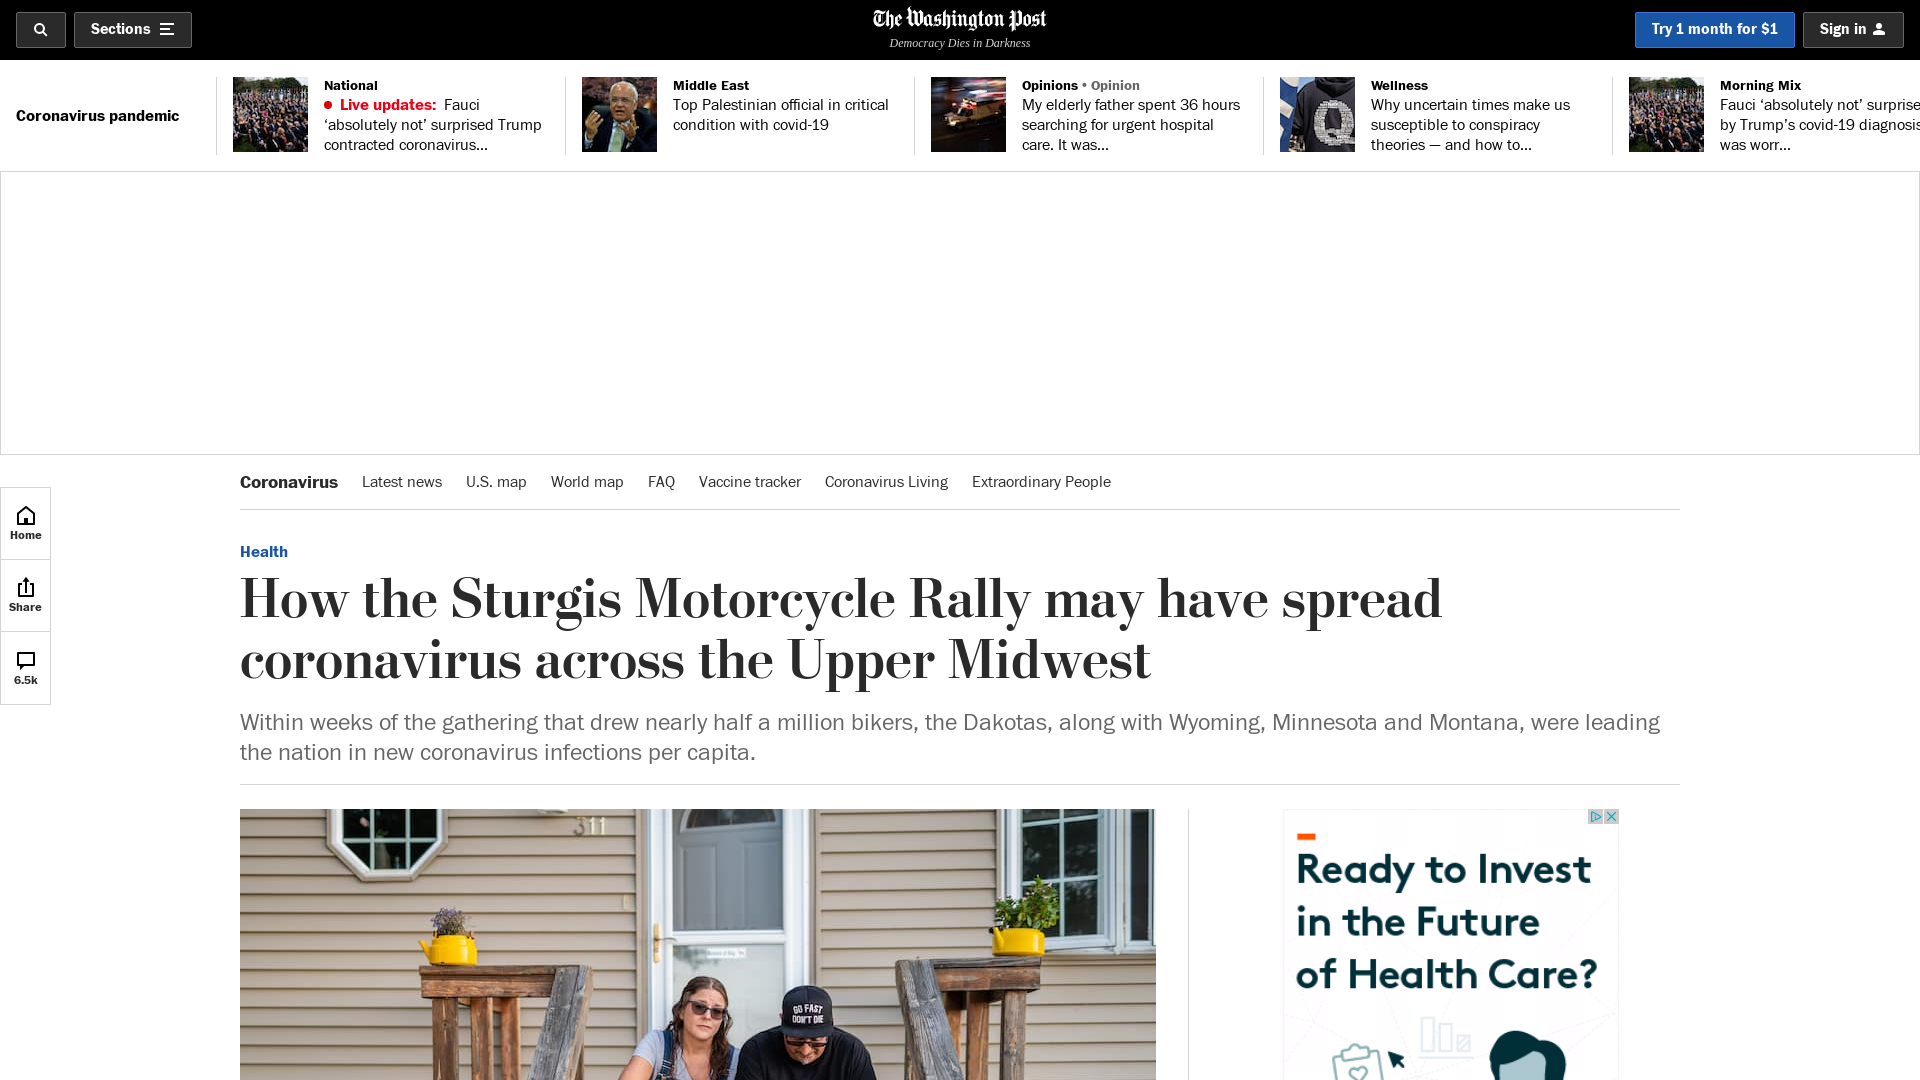 Sections
The Washington Post
Democracy Dies in Darkness
Try 1 month for $1
Sign in
Coronavirus pandemic
National
Live updates: Fauci
‘absolutely not’ surprised Trump
contracted coronavirus...
Middle East
Top Palestinian official in critical
condition with covid-19
Opinions • Opinion
My elderly father spent 36 hours
searching for urgent hospital
care. It was...
Wellness
Why uncertain times make us
susceptible to conspiracy
theories — and how to...
Morning Mix
Fauci ‘absolutely not’ surprise
by Trump’s covid-19 diagnosis
was worr...
Coronavirus
Latest news
U.S. map
World map
FAQ
Vaccine tracker
Coronavirus Living
Extraordinary People
Home
Share
6.5k
Health
How the Sturgis Motorcycle Rally may have spread
coronavirus across the Upper Midwest
Within weeks of the gathering that drew nearly half a million bikers, the Dakotas, along with Wyoming, Minnesota and Montana, were leading
the nation in new coronavirus infections per capita.
311
GO FAST
DON'T DIE
Ready to Invest
in the Future
of Health Care?